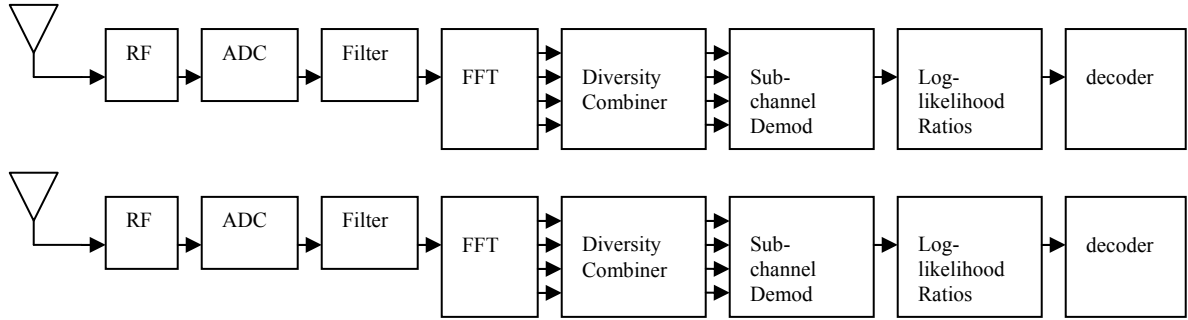 RF
ADC
Filter
FFT
Diversity
Combiner
Sub-
channel
Demod
Log-
likelihood
Ratios
decoder
RF
ADC
Filter
FFT
Diversity
Combiner
Sub-
channel
Demod
Log-
likelihood
Ratios
decoder